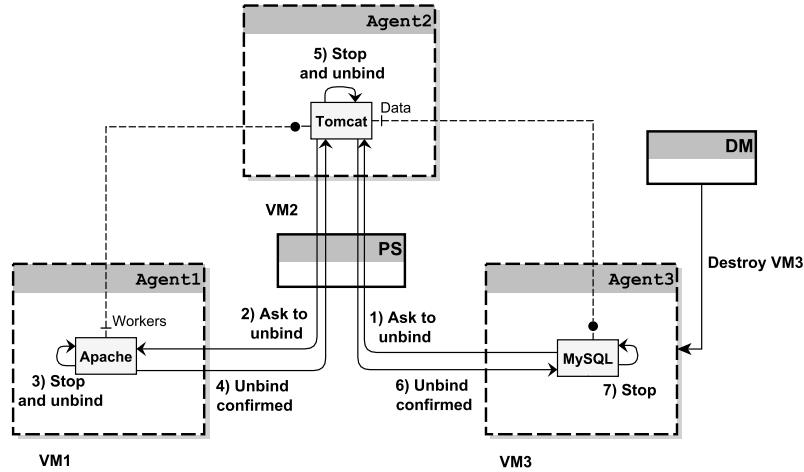 Agent2
5) Stop
and unbind
Data
Tomcat
DM
VM2
PS
Agent1
Agent3
Destroy VM3
Workers
2) Ask to
unbind
1) Ask to
unbind
Apache
MySQL
3) Stop
and unbind
4) Unbind
confirmed
6) Unbind
confirmed
7) Stop
VM1
VM3